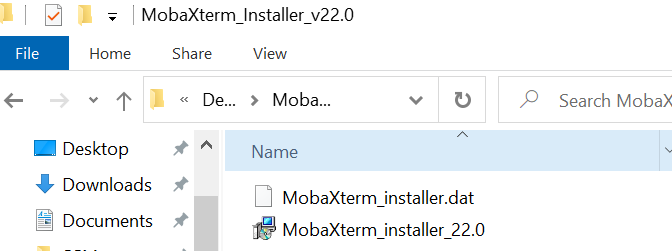 MobaXterm_Installer_v22.0
File Home Share View
« De... > Moba... Search MobaX
Name
Desktop
Downloads
Documents
MobaXterm_installer.dat
MobaXterm_installer_22.0